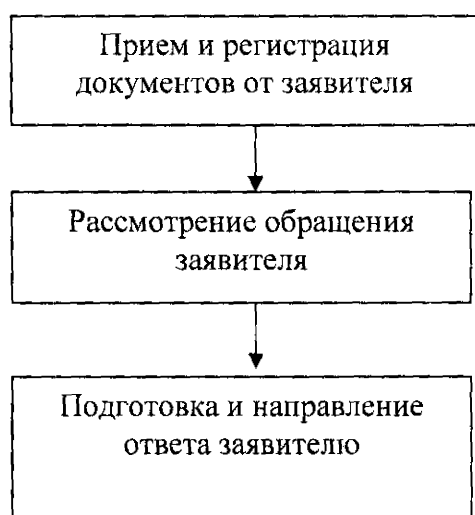 Прием и регистрация
документов от заявителя
Рассмотрение обращения
заявителя
Подготовка и направление
ответа заявителю